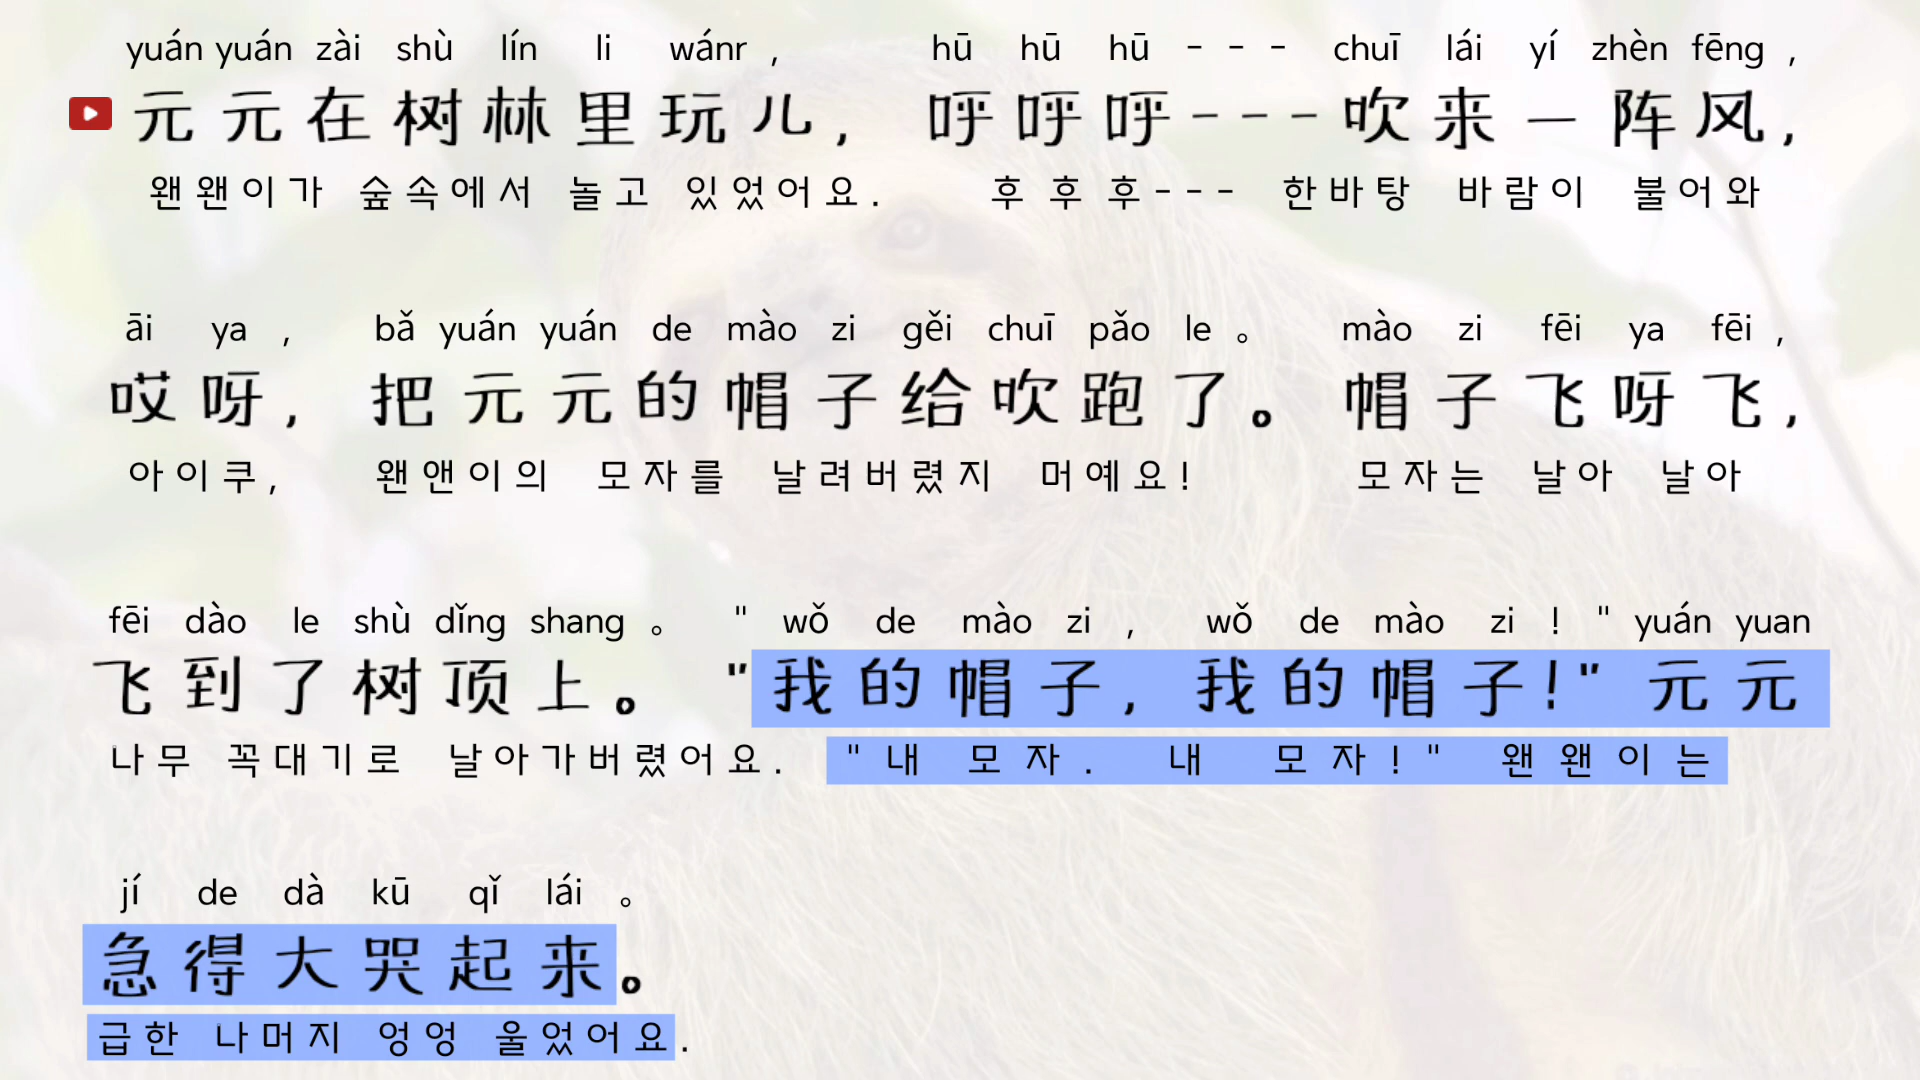 yuán yuán zài shù lín li wánr , hū hū hū - - - chuī lái yí zhèn fēng ,
元元在树林里玩儿, 呼呼呼---吹来一阵风,
왠왠이가 숲속에서 놀고 있었어요. 후후후--- 한바탕 바람이 불어와
āi ya , bǎ yuán yuán de mào zi gěi chuī pǎo le 。 mào zi fēi ya fēi ,
哎呀, 把元元的帽子给吹跑了。帽子飞呀飞,
아이쿠, 왠앤이의 모자를 날려버렸지 머예요! 모자는 날아 날아
fēi dào le shù dǐng shang 。 " wǒ de mào zi , wǒ de mào zi ! " yuán yuan
飞到了树顶上。"我的帽子, 我的帽子!"元元
나무 꼭대기로 날아가버렸어요. "내 모자. 내 모자!" 왠왠이는
jí de dà kū qǐ lái 。
急得大哭起来。
급한 나머지 엉엉 울었어요.